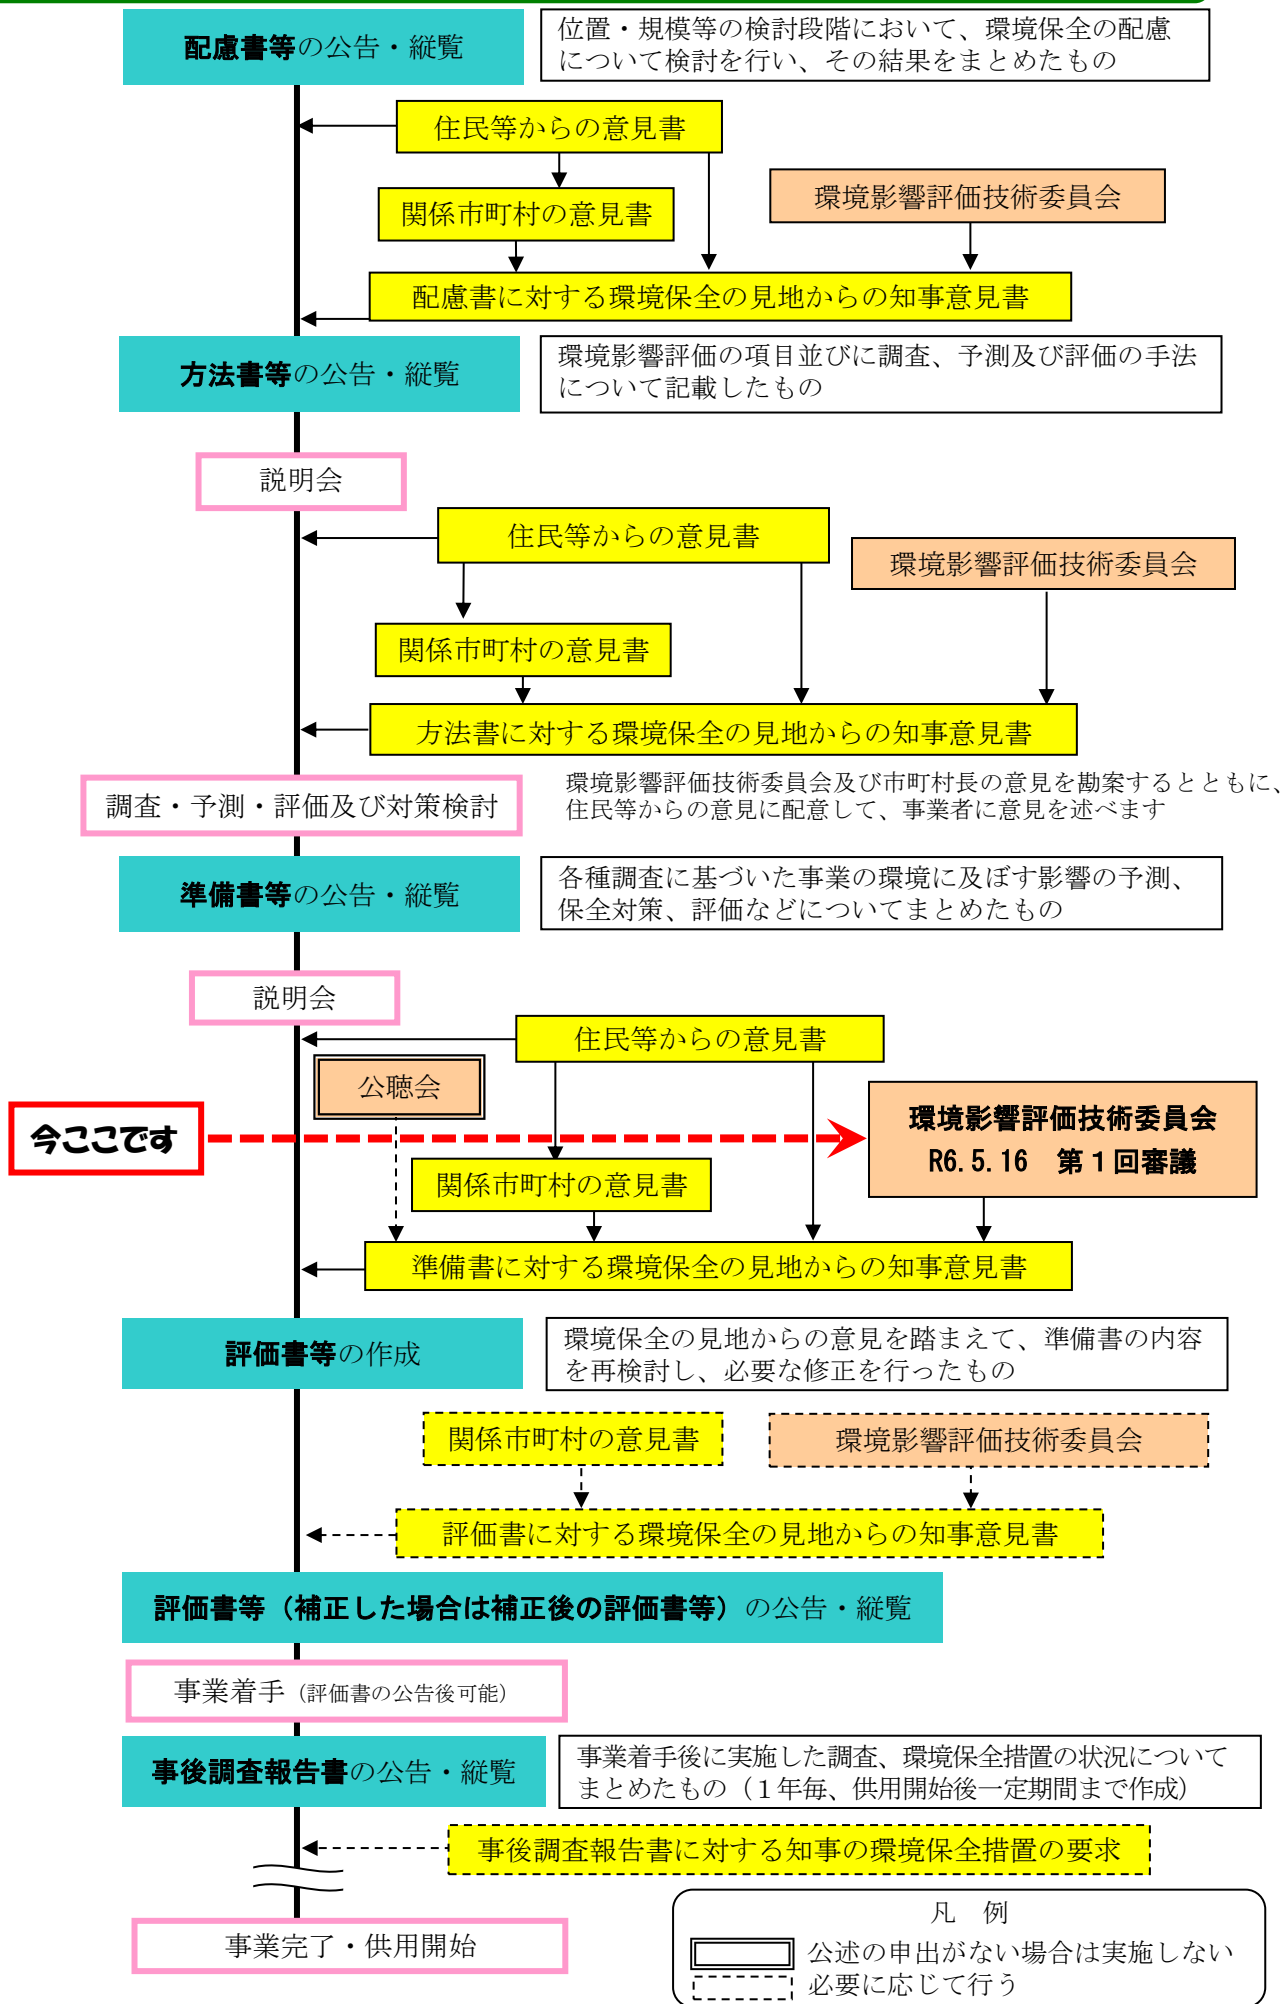 配慮書等の公告・縦覧
位置・規模等の検討段階において、環境保全の配慮
について検討を行い、その結果をまとめたもの
住民等からの意見書
関係市町村の意見書
環境影響評価技術委員会
配慮書に対する環境保全の見地からの知事意見書
方法書等の公告・縦覧
環境影響評価の項目並びに調査、予測及び評価の手法
について記載したもの
説明会
住民等からの意見書
環境影響評価技術委員会
関係市町村の意見書
方法書に対する環境保全の見地からの知事意見書
調査・予測・評価及び対策検討
環境影響評価技術委員会及び市町村長の意見を勘案するとともに、
住民等からの意見に配意して、事業者に意見を述べます
準備書等の公告・縦覧
各種調査に基づいた事業の環境に及ぼす影響の予測、
保全対策、評価などについてまとめたもの
説明会
住民等からの意見書
公聴会
今ここです
環境影響評価技術委員会
R6.5.16　第１回審議
関係市町村の意見書
準備書に対する環境保全の見地からの知事意見書
評価書等の作成
環境保全の見地からの意見を踏まえて、準備書の内容
を再検討し、必要な修正を行ったもの
関係市町村の意見書
環境影響評価技術委員会
評価書に対する環境保全の見地からの知事意見書
評価書等（補正した場合は補正後の評価書等）の公告・縦覧
事業着手（評価書の公告後可能）
事後調査報告書の公告・縦覧
事業着手後に実施した調査、環境保全措置の状況について
まとめたもの（１年毎、供用開始後一定期間まで作成）
事後調査報告書に対する知事の環境保全措置の要求
事業完了・供用開始
凡　例
公述の申出がない場合は実施しない
必要に応じて行う